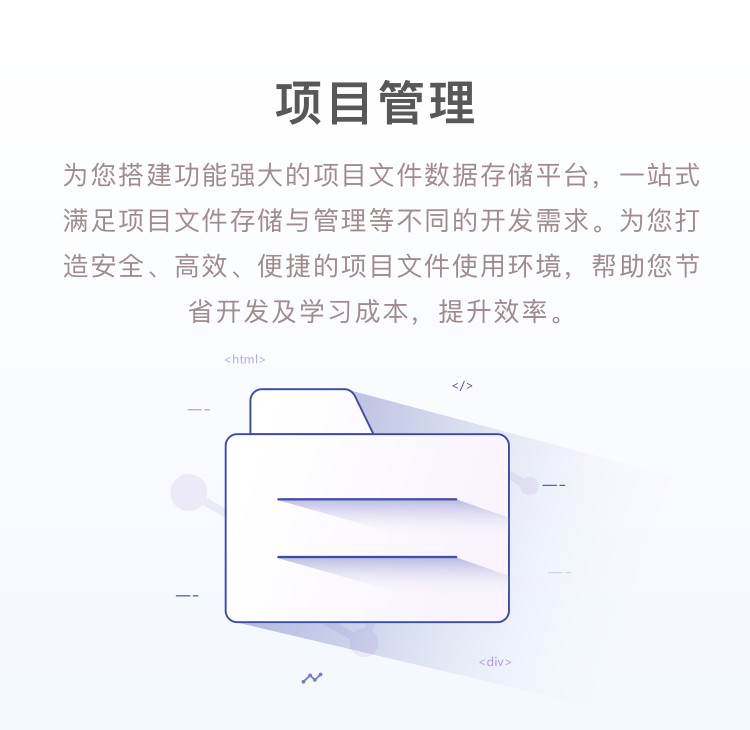 项目管理
为您搭建功能强大的项目文件数据存储平台，一站式
满足项目文件存储与管理等不同的开发需求。为您打
造安全、高效、便捷的项目文件使用环境，帮助您节
省开发及学习成本，提升效率。
<html>
</>
<div>